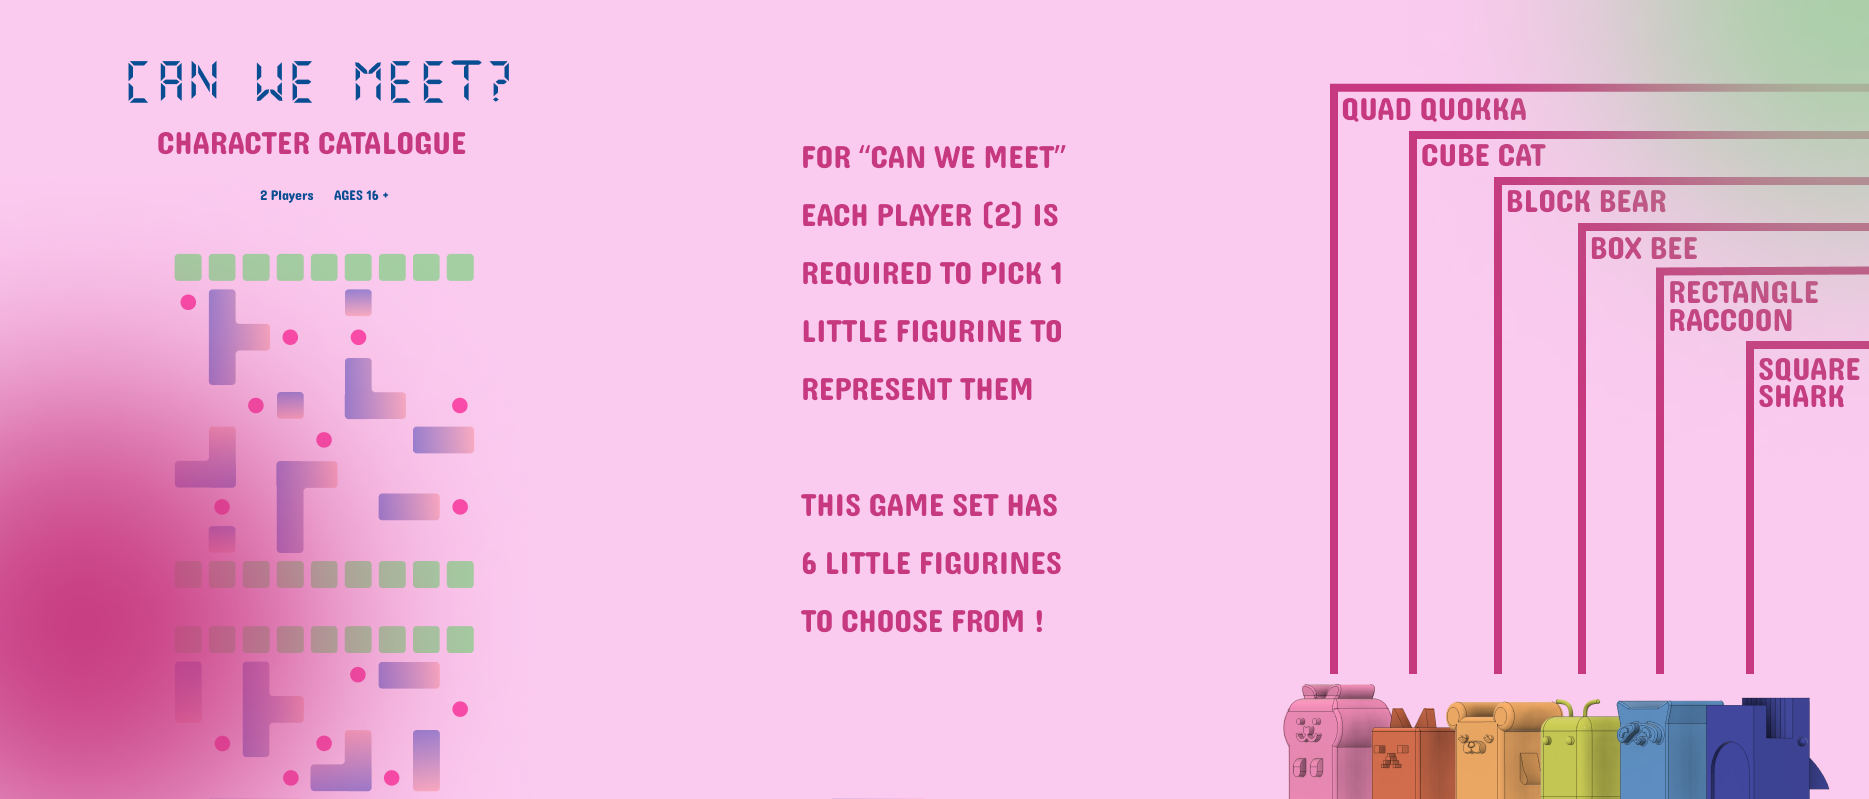 CAN WE MEET?
CHARACTER CATALOGUE
2 Players AGES 16 +
FOR “CAN WE MEET”
EACH PLAYER (2) IS
REQUIRED TO PICK 1
LITTLE FIGURINE TO
REPRESENT THEM
THIS GAME SET HAS
6 LITTLE FIGURINES
TO CHOOSE FROM !
QUAD QUOKKA
CUBE CAT
BLOCK BEAR
BOX BEE
RECTANGLE
RACCOON
SQUARE
SHARK